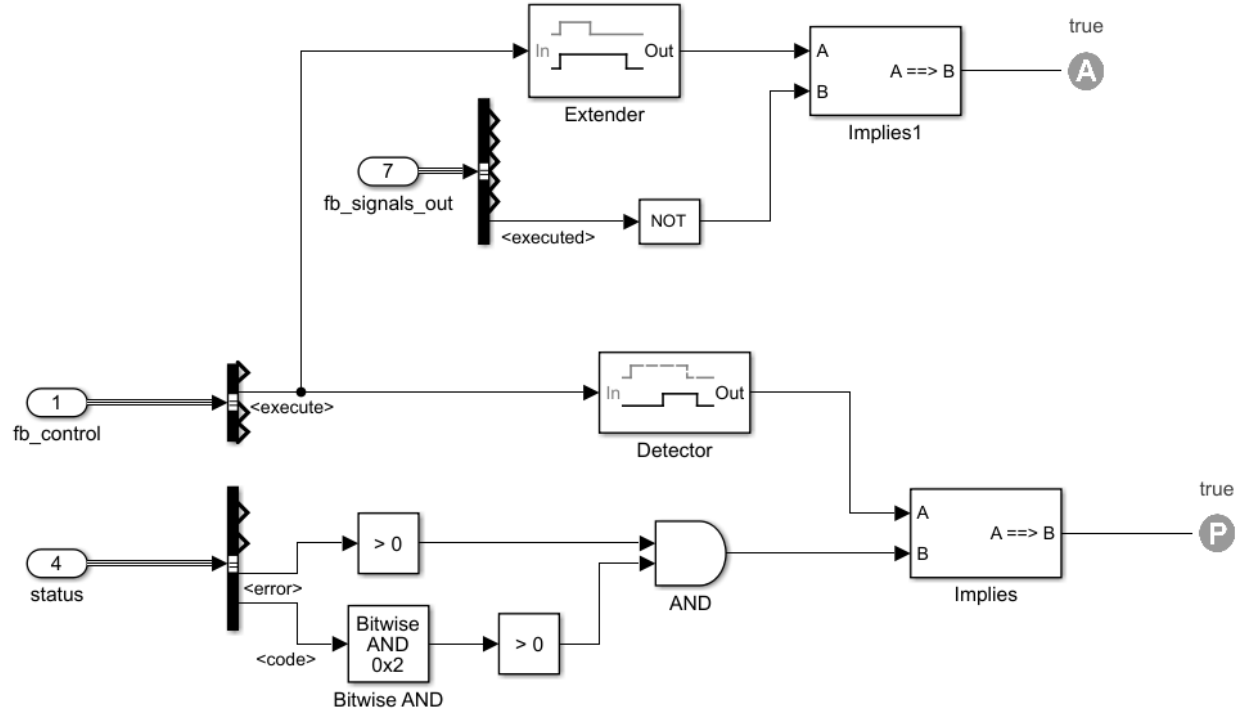 true
In
Out
Extender
A
B
A ==> B
Implies1
A
7
fb_signals_out
<executed>
NOT
1
fb_control
<execute>
In
Out
Detector
true
A
B
A ==> B
Implies
P
4
status
<error>
> 0
AND
<code>
Bitwise
AND
0x2
Bitwise AND
> 0